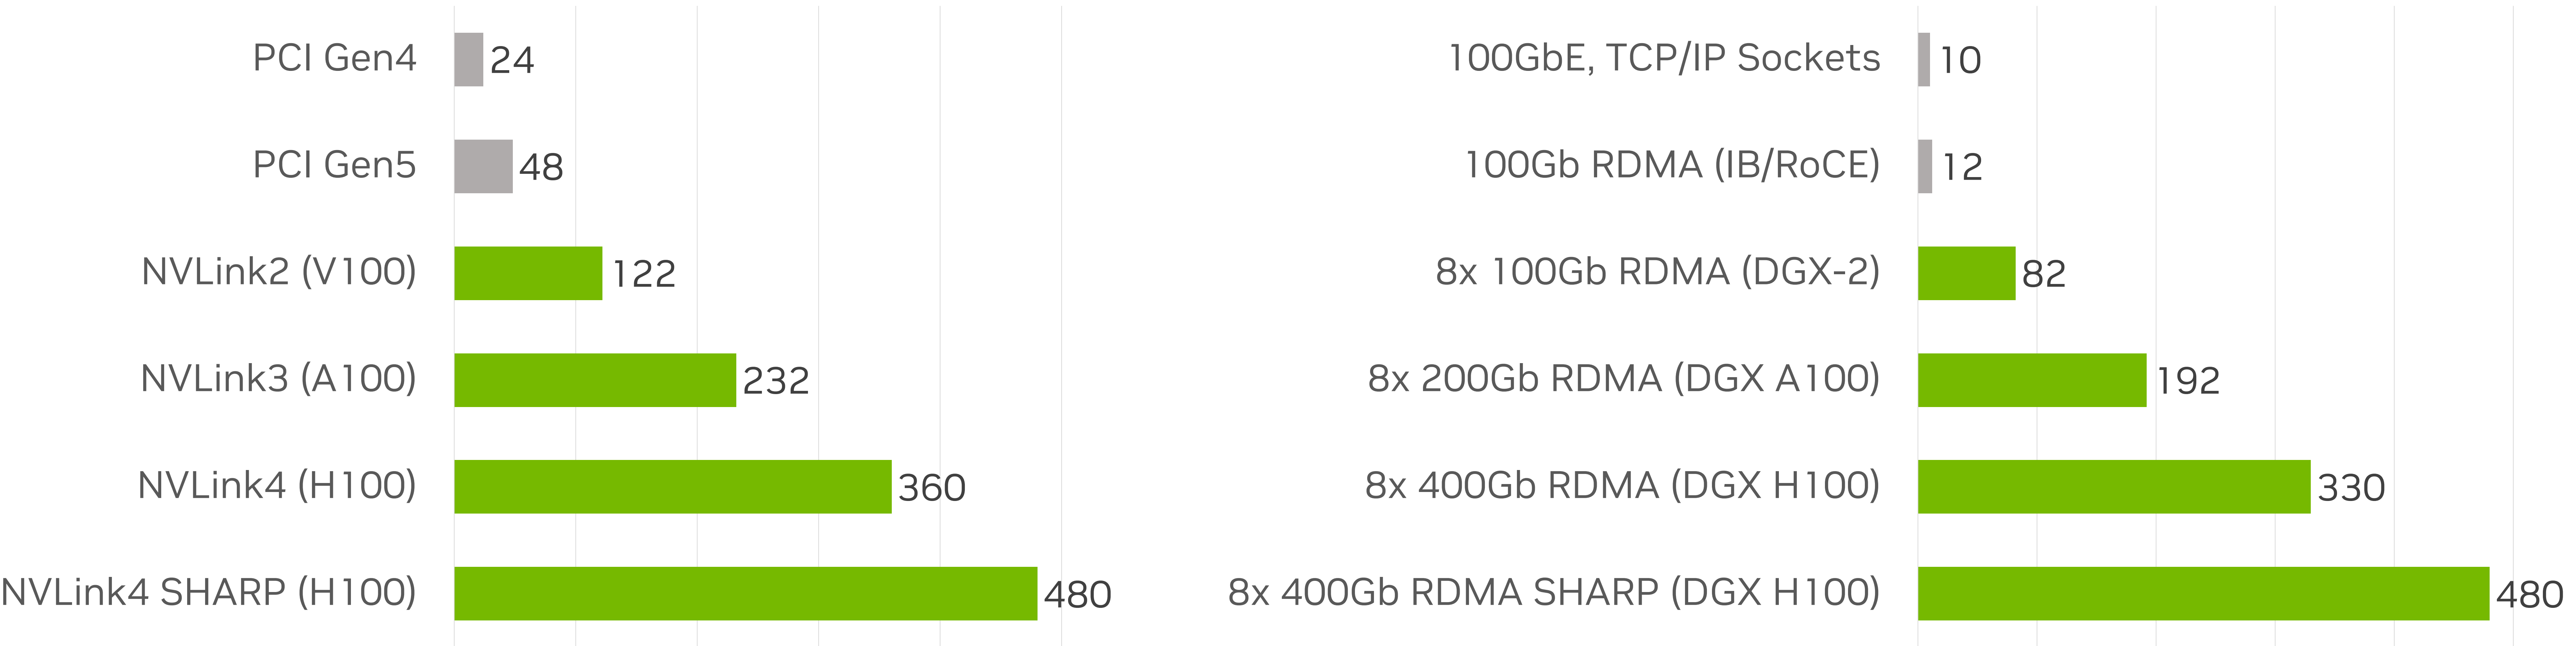 PCI Gen4 24
PCI Gen5 48
NVLink2 (V100) 122
NVLink3 (A100) 232
NVLink4 (H100) 360
NVLink4 SHARP (H100) 480
100GbE, TCP/IP Sockets 10
100Gb RDMA (IB/RoCE) 12
8x 100Gb RDMA (DGX-2) 82
8x 200Gb RDMA (DGX A100) 192
8x 400Gb RDMA (DGX H100) 330
8x 400Gb RDMA SHARP (DGX H100) 480